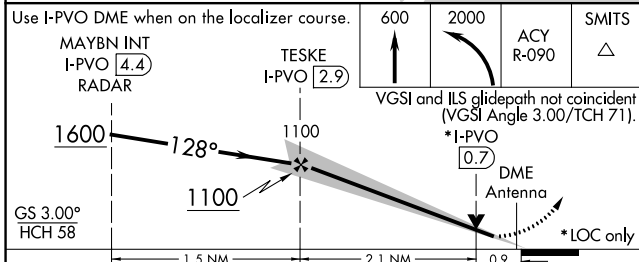 Use I-PVO DME when on the localizer course.
600
2000
ACY
R-090
SMITS
MAYBN INT
I-PVO 4.4
RADAR
TESKE
I-PVO 2.9
VGSI and ILS glidepath not coincident
(VGSI Angle 3.00/TCH 71).
*I-PVO
0.7
DME
Antenna
1600
128°
1100
1100
GS 3.00°
HCH 58
*LOC only
1.5 NM
2.1 NM
0.9